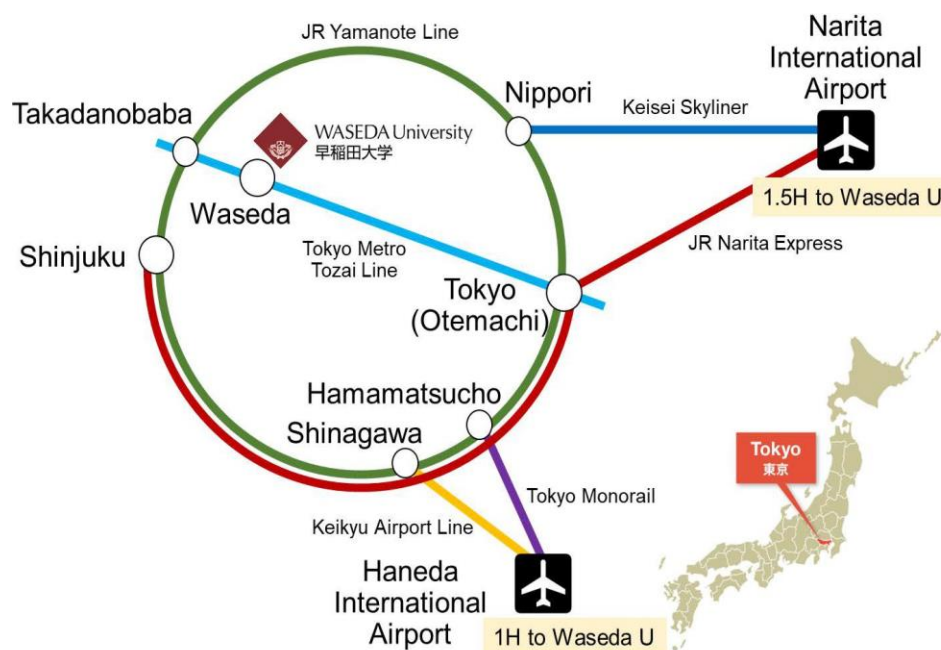 JR Yamanote Line
Narita
International
Airport
Takadanobaba
Nippori
Keisei Skyliner
WASEDA University
早稲田大学
1.5H to Waseda U
Waseda
Shinjuku
Tokyo Metro
Tozai Line
JR Narita Express
Tokyo
(Otemachi)
Hamamatsucho
Shinagawa
Tokyo
東京
Tokyo Monorail
Keikyu Airport Line
Haneda
International
Airport
1H to Waseda U